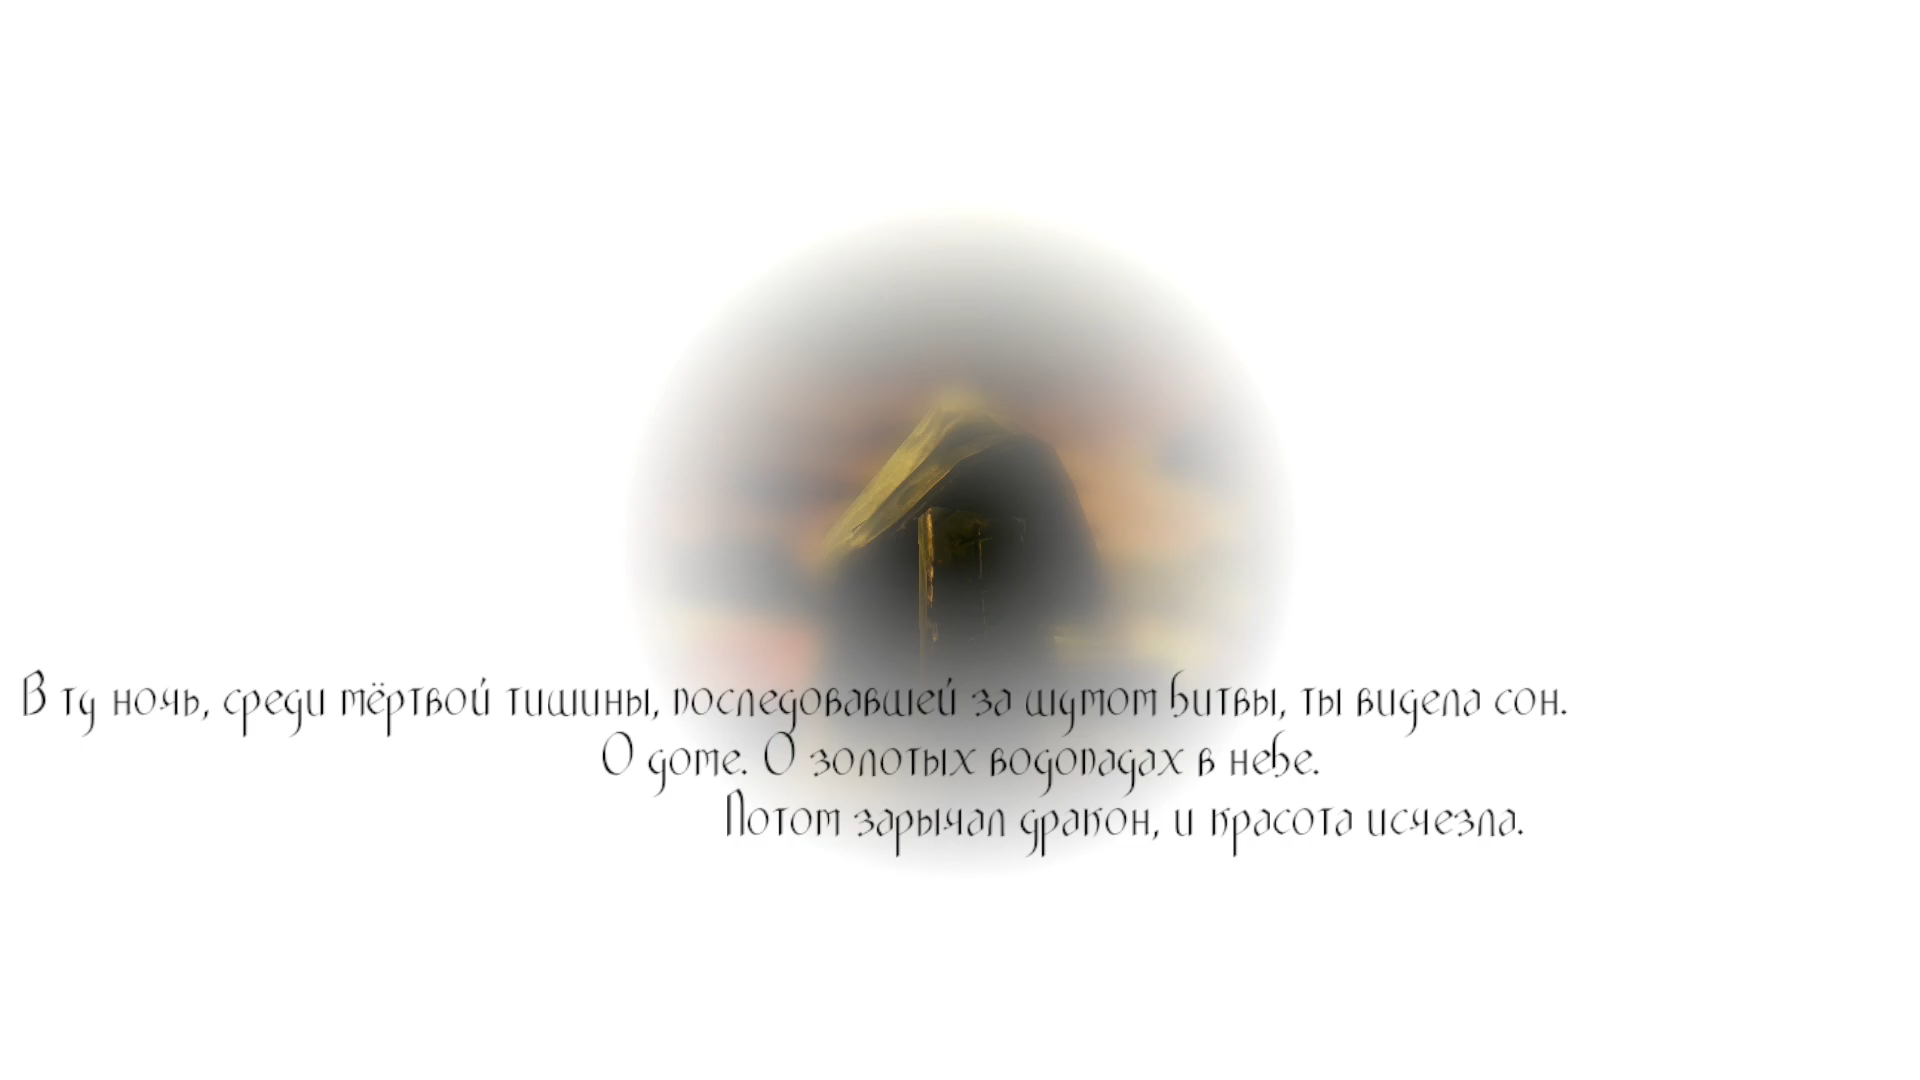 В ту ночь, среди мёртвой тишины, последовавшей за шумом битвы, ты видела сон.
О доме. О золотых водопадах в небе.
Потом зарычал дракон, и красота исчезла.